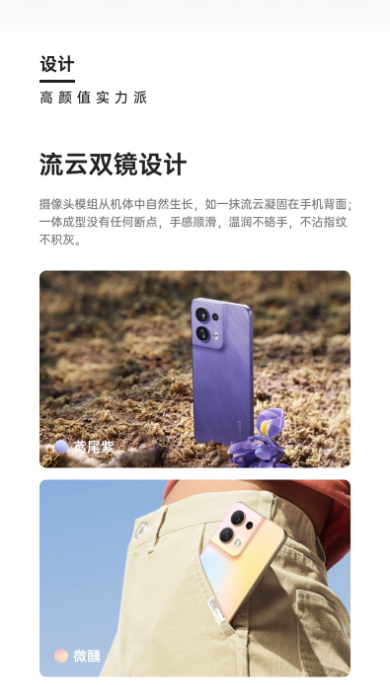 设计
高颜值实力派
流云双镜设计
摄像头模组从机体中自然生长，如一抹流云凝固在手机背面；
一体成型没有任何断点，手感顺滑，温润不硌手，不沾指纹
不积灰。
鸢尾紫
微醺